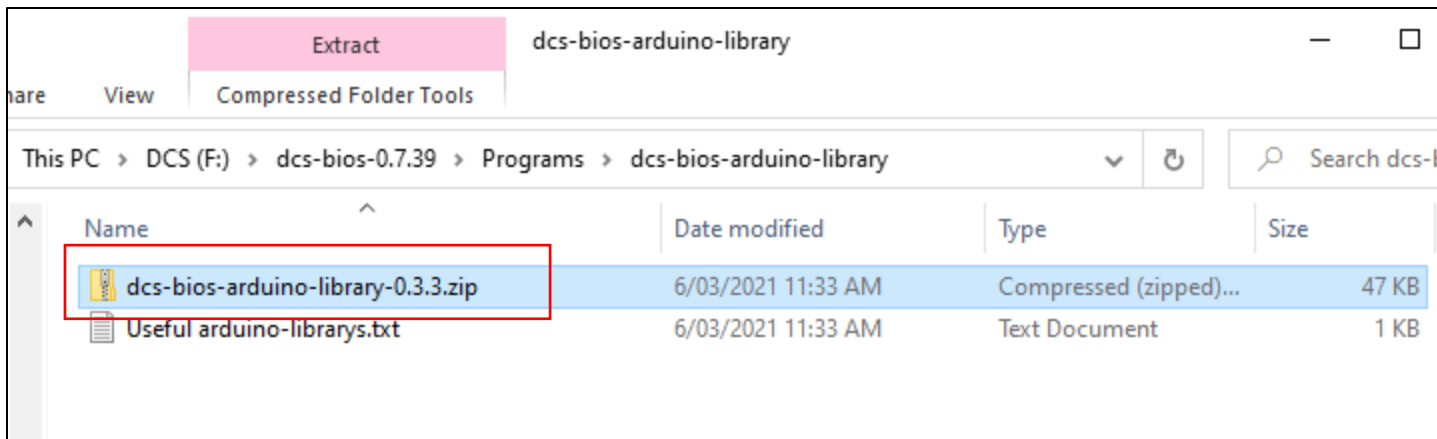 Extract dcs-bios-arduino-library
hare View Compressed Folder Tools
This PC > DCS (F:) > dcs-bios-0.7.39 > Programs > dcs-bios-arduino-library Search dcs-b
Name Date modified Type Size
dcs-bios-arduino-library-0.3.3.zip 6/03/2021 11:33 AM Compressed (zipped)... 47 KB
Useful arduino-librarys.txt 6/03/2021 11:33 AM Text Document 1 KB